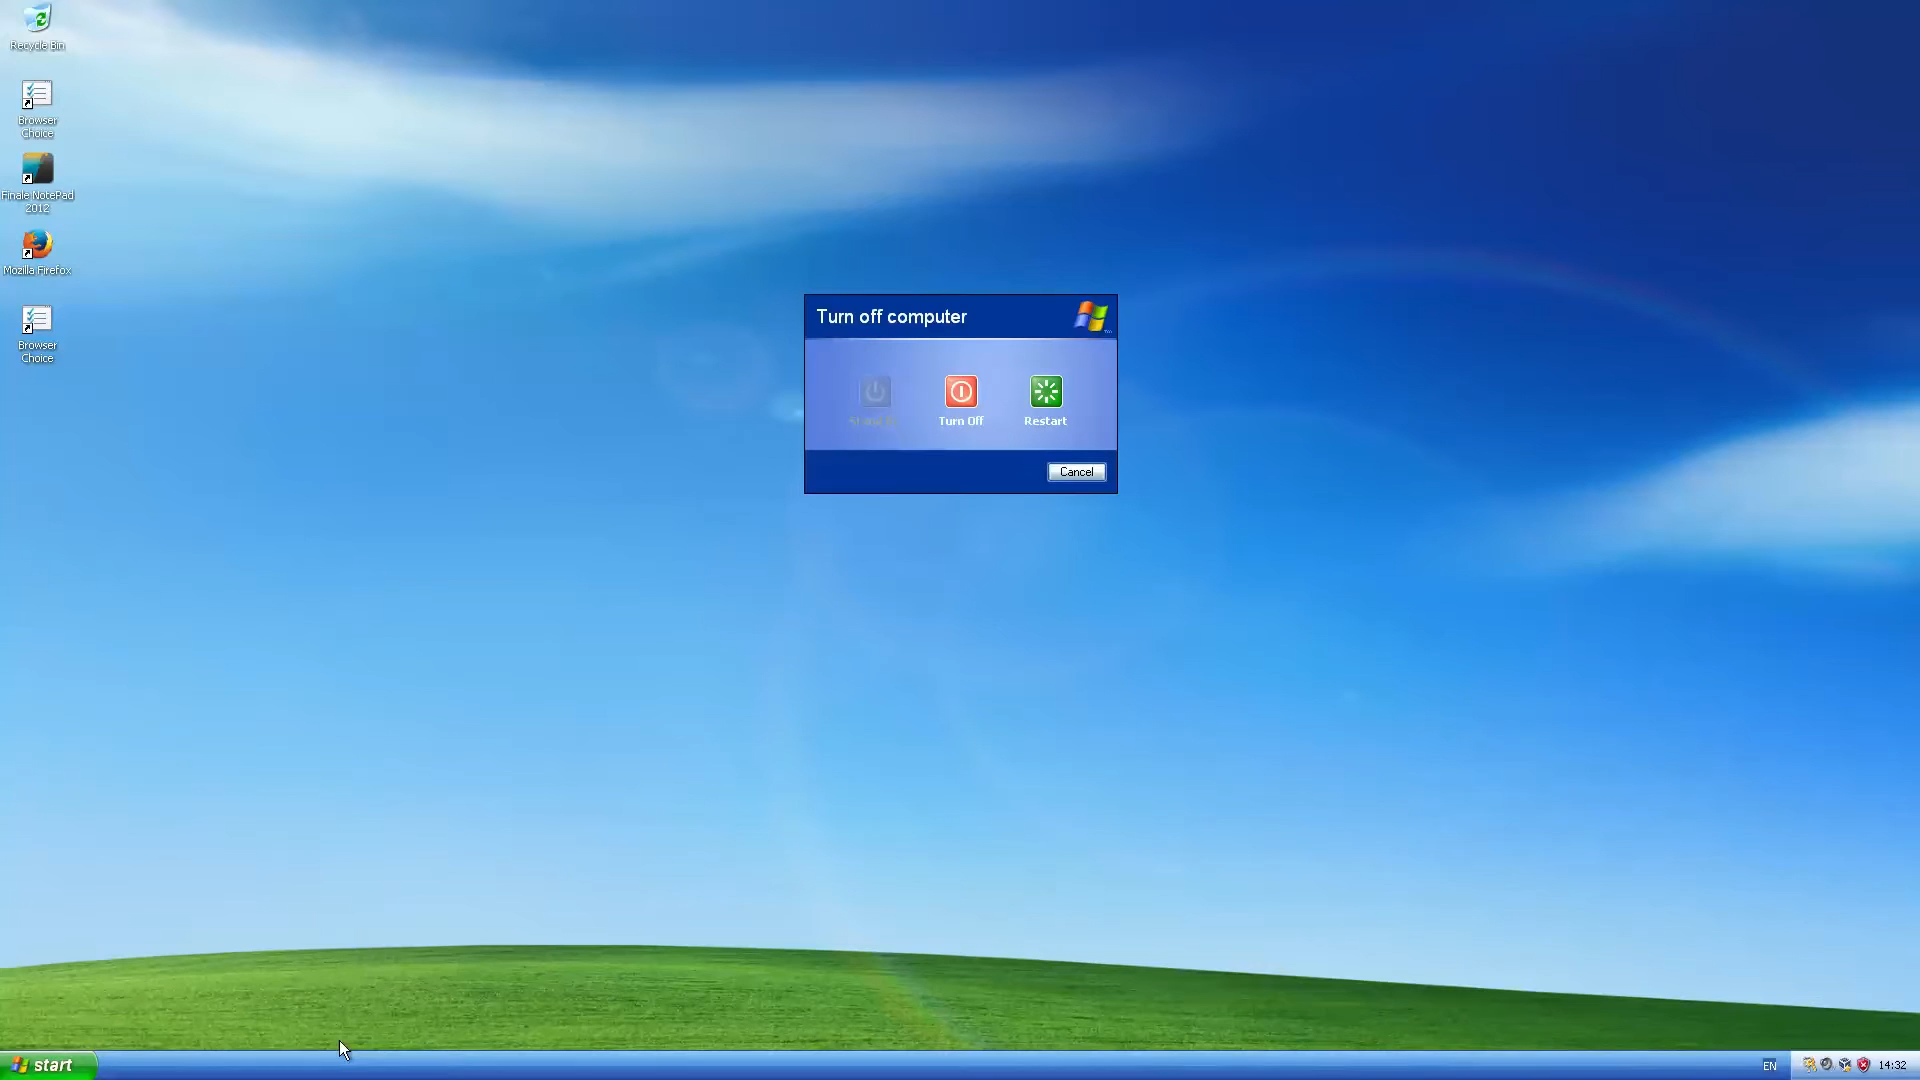 Recycle Bin
Browser
Choice
Finale NotePad
2012
Mozilla Firefox
Browser
Choice
Turn off computer
Turn Off
Restart
Cancel
start
EN
14:32